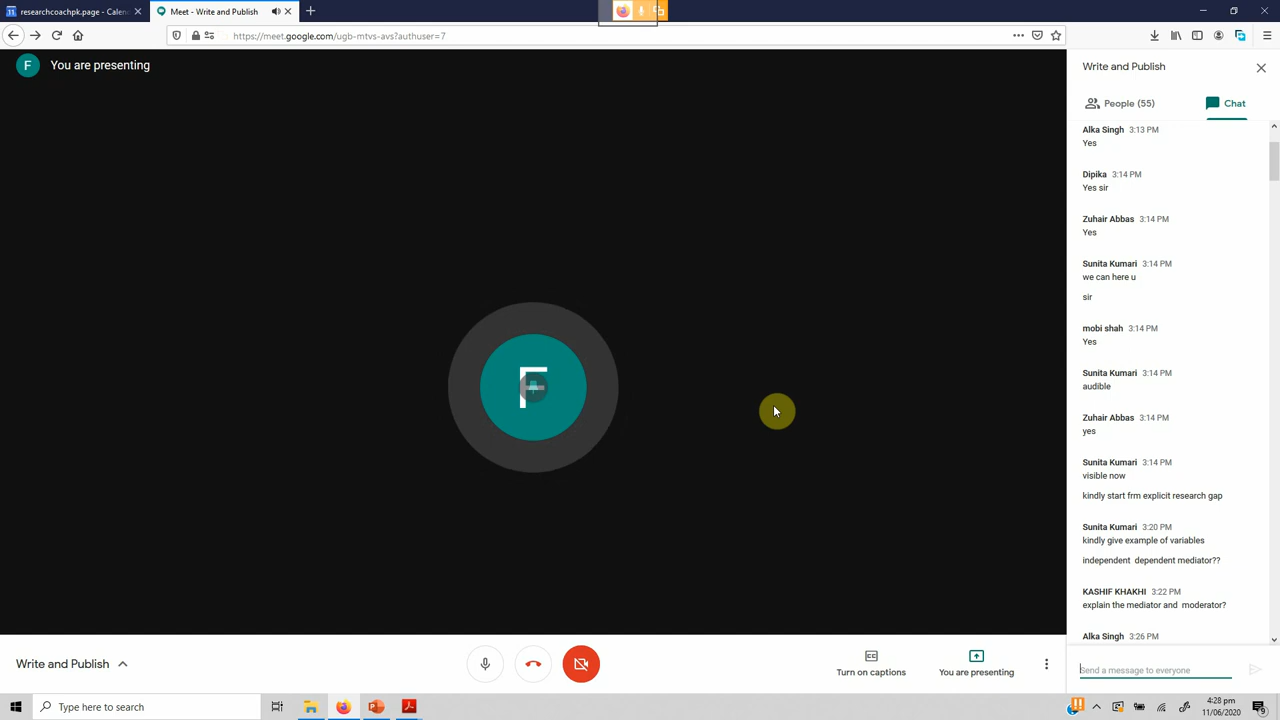 researchcoachpk.page - Calen
Meet - Write and Publish
https://meet.google.com/ugb-mtvs-avs?authuser=7
F
You are presenting
F
Write and Publish
People (55)
Chat
Alka Singh 3:13 PM
Yes
Dipika 3:14 PM
Yes sir
Zuhair Abbas 3:14 PM
Yes
Sunita Kumari 3:14 PM
we can here u
sir
mobi shah 3:14 PM
Yes
Sunita Kumari 3:14 PM
audible
Zuhair Abbas 3:14 PM
yes
Sunita Kumari 3:14 PM
visible now
kindly start frm explicit research gap
Sunita Kumari 3:20 PM
kindly give example of variables
independent dependent mediator??
KASHIF KHAKHI 3:22 PM
explain the mediator and moderator?
Alka Singh 3:26 PM
Send a message to everyone
Write and Publish
Turn on captions
You are presenting
Type here to search
4:28 pm
11/06/2020